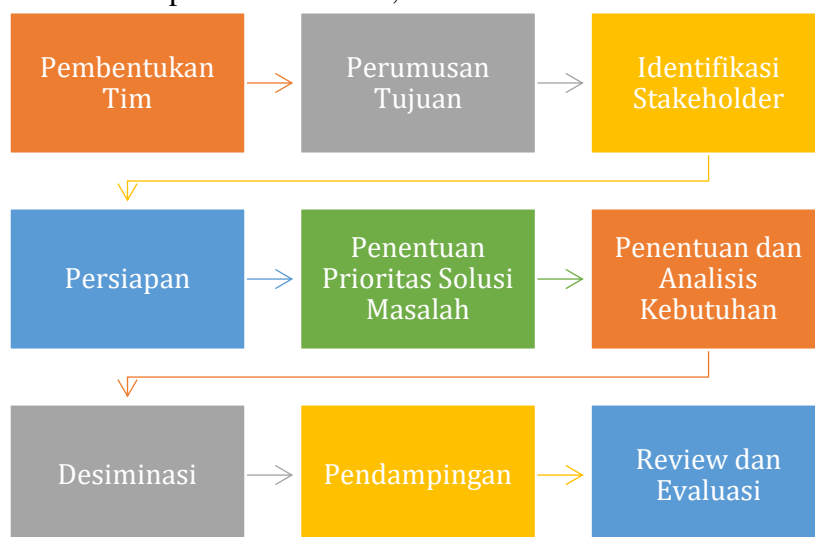 Pembentukan
Tim
Perumusan
Tujuan
Identifikasi
Stakeholder
Persiapan
Penentuan
Prioritas Solusi
Masalah
Penentuan dan
Analisis
Kebutuhan
Desiminasi
Pendampingan
Review dan
Evaluasi